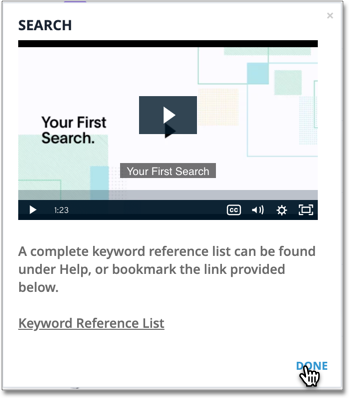 SEARCH
×
Your First
Search.
Your First Search
1:23
CC
A complete keyword reference list can be found
under Help, or bookmark the link provided
below.
Keyword Reference List
DONE